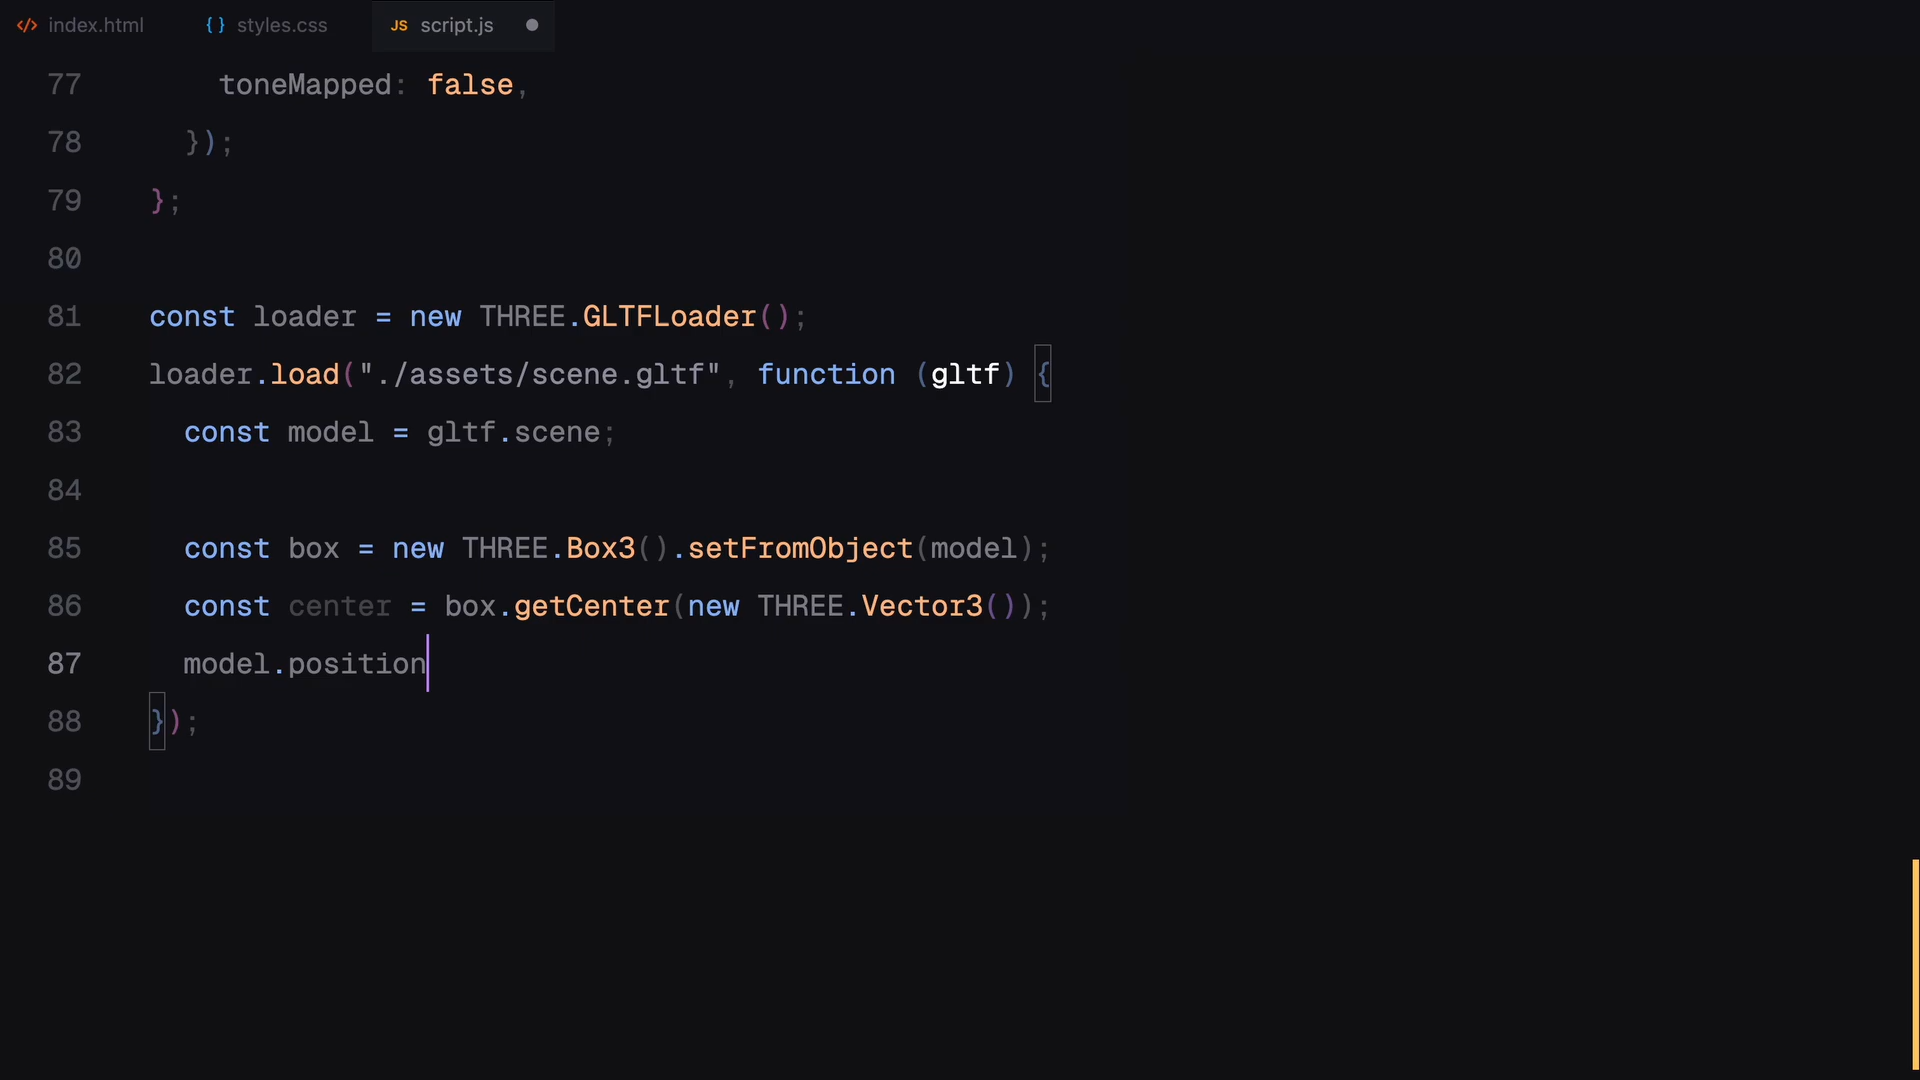 </> index.html {} styles.css JS script.js
77 toneMapped: false,
78 });
79 };
80
81 const loader = new THREE.GLTFLoader();
82 loader.load("./assets/scene.gltf", function (gltf) {
83 const model = gltf.scene;
84
85 const box = new THREE.Box3().setFromObject(model);
86 const center = box.getCenter(new THREE.Vector3());
87 model.position
88 });
89